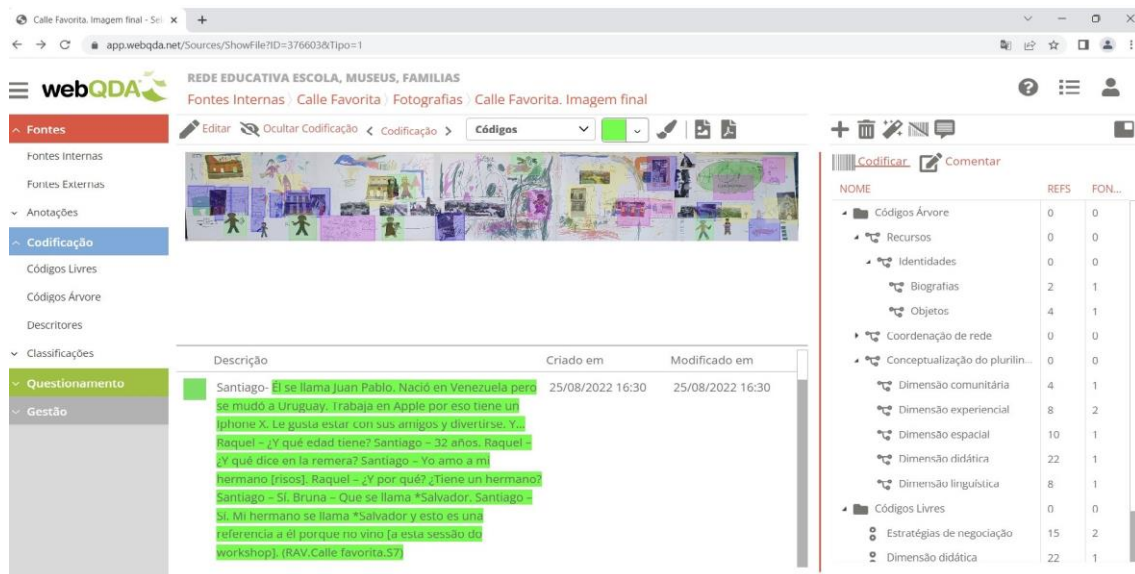 Calle Favorita. Imagem final - Sei
app.webqda.net/Sources/ShowFile?ID=376603&Tipo=1
webQDA
REDE EDUCATIVA ESCOLA, MUSEUS, FAMILIAS
Fontes Internas Calle Favorita Fotografias Calle Favorita. Imagem final
Fontes
Fontes Internas
Fontes Externas
Anotações
Codificação
Códigos Livres
Códigos Árvore
Descritores
Classificações
Questionamento
Gestão
Editar Ocultar Codificação Codificação Códigos
Descrição Criado em Modificado em
Santiago- Él se llama Juan Pablo. Nació en Venezuela pero 25/08/2022 16:30 25/08/2022 16:30
se mudó a Uruguay. Trabaja en Apple por eso tiene un
iphone X. Le gusta estar con sus amigos y divertirse. Y...
Raquel – ¿Y qué edad tiene? Santiago – 32 años. Raquel –
¿Y qué dice en la remera? Santiago – Yo amo a mi
hermano [risos]. Raquel – ¿Y por qué? ¿Tiene un hermano?
Santiago – Sí. Bruna – Que se llama *Salvador. Santiago –
Sí. Mi hermano se llama *Salvador y esto es una
referencia a él porque no vino [a esta sessão do
workshop]. (RAV.Calle favorita.S7)
Codificar Comentar
NOME REFS FON...
Códigos Árvore 0 0
Recursos 0 0
Identidades 0 0
Biografias 2 1
Objetos 4 1
Coordenação de rede 0 0
Conceptualização do plurilin... 0 0
Dimensão comunitária 4 1
Dimensão experiencial 8 2
Dimensão espacial 10 1
Dimensão didática 22 1
Dimensão linguística 8 1
Códigos Livres 0 0
Estratégias de negociação 15 2
Dimensão didática 22 1